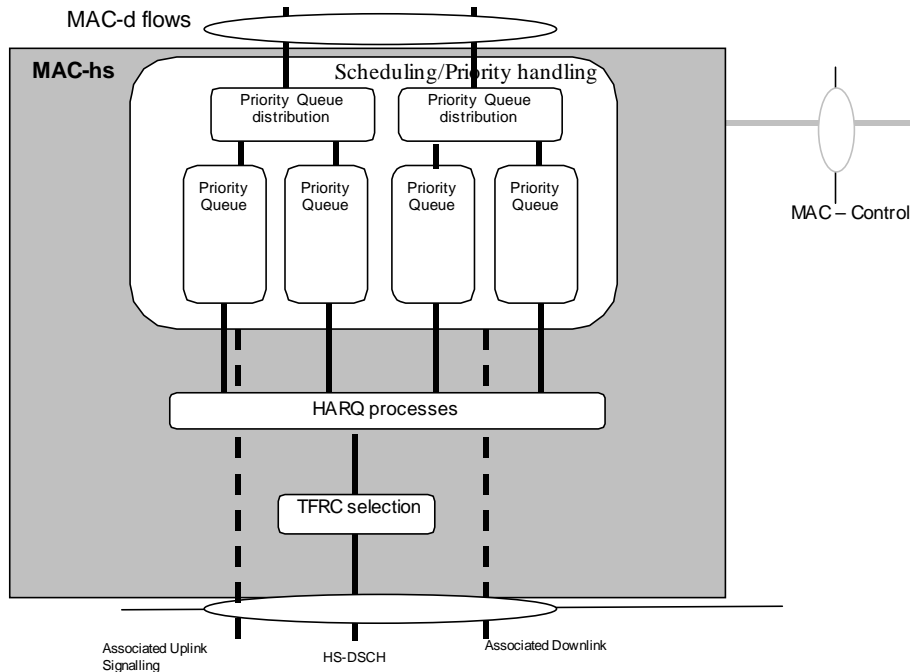 MAC-d flows
MAC-hs
Scheduling/Priority handling
Priority Queue
distribution
Priority Queue
distribution
Priority
Queue
Priority
Queue
Priority
Queue
Priority
Queue
MAC – Control
HARQ processes
TFRC selection
Associated Uplink
Signalling
HS-DSCH
Associated Downlink